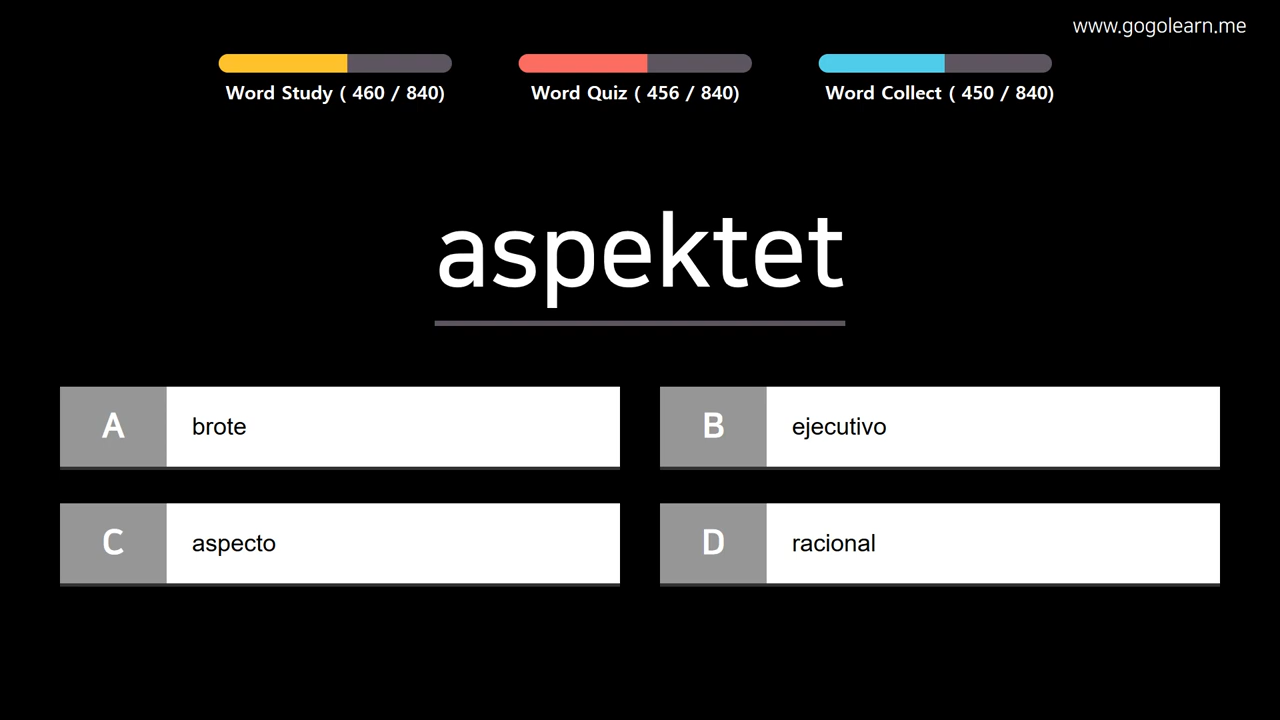 www.gogolearn.me
Word Study ( 460 / 840)
Word Quiz ( 456 / 840)
Word Collect ( 450 / 840)
aspektet
A brote
B ejecutivo
C aspecto
D racional